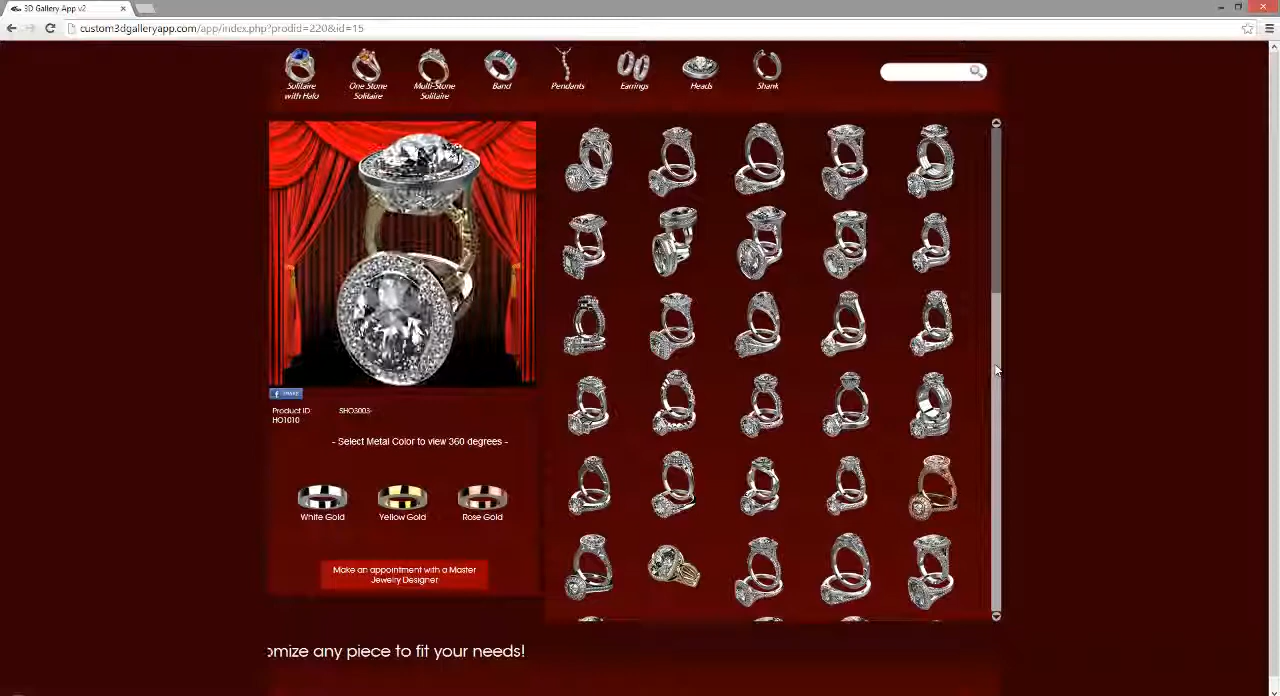 3D Gallery App v2
custom3dgalleryapp.com/app/index.php?prodid=220&id=15
Solitaire with Halo
One Stone Solitaire
Multi-Stone Solitaire
Band
Pendants
Earrings
Heads
Shank
SHARE
Product ID: SHO3003-
HO1010
- Select Metal Color to view 360 degrees -
White Gold
Yellow Gold
Rose Gold
Make an appointment with a Master
Jewelry Designer
omize any piece to fit your needs!